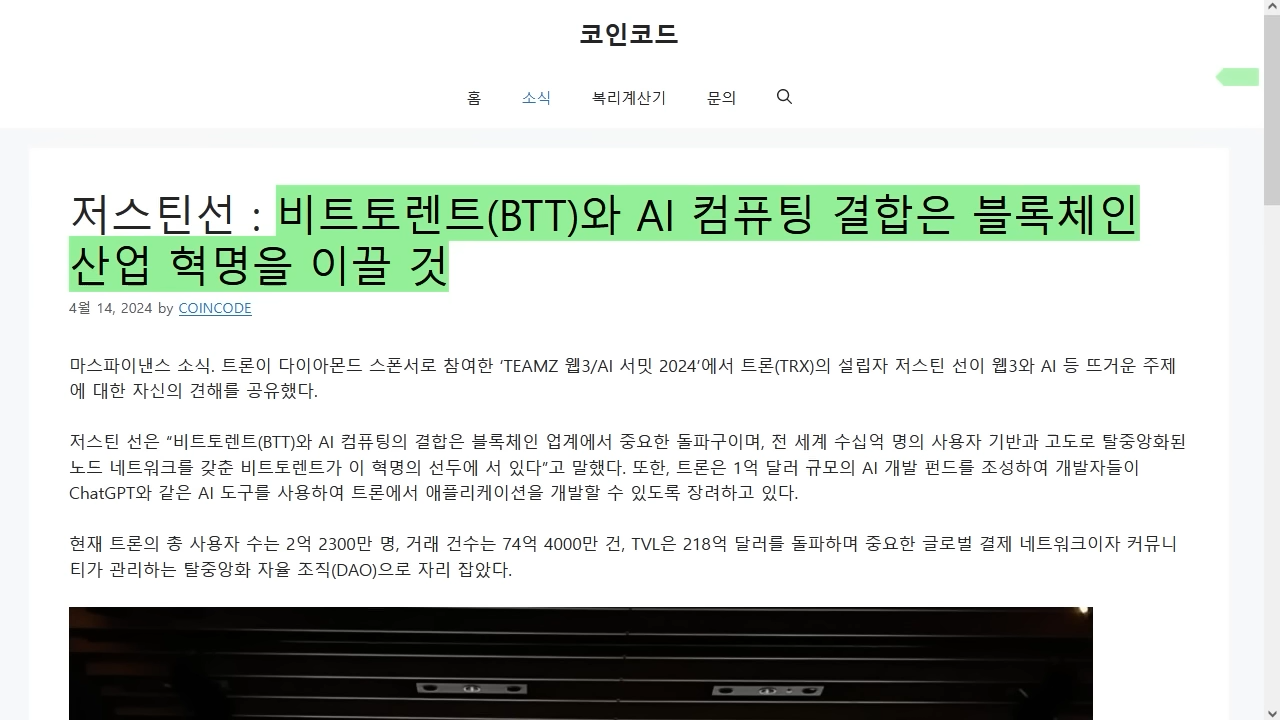 코인코드
홈 소식 복리계산기 문의
저스틴선 : 비트토렌트(BTT)와 AI 컴퓨팅 결합은 블록체인
산업 혁명을 이끌 것
4월 14, 2024 by COINCODE
마스파이낸스 소식. 트론이 다이아몬드 스폰서로 참여한 ‘TEAMZ 웹3/AI 서밋 2024’에서 트론(TRX)의 설립자 저스틴 선이 웹3와 AI 등 뜨거운 주제
에 대한 자신의 견해를 공유했다.
저스틴 선은 “비트토렌트(BTT)와 AI 컴퓨팅의 결합은 블록체인 업계에서 중요한 돌파구이며, 전 세계 수십억 명의 사용자 기반과 고도로 탈중앙화된
노드 네트워크를 갖춘 비트토렌트가 이 혁명의 선두에 서 있다”고 말했다. 또한, 트론은 1억 달러 규모의 AI 개발 펀드를 조성하여 개발자들이
ChatGPT와 같은 AI 도구를 사용하여 트론에서 애플리케이션을 개발할 수 있도록 장려하고 있다.
현재 트론의 총 사용자 수는 2억 2300만 명, 거래 건수는 74억 4000만 건, TVL은 218억 달러를 돌파하며 중요한 글로벌 결제 네트워크이자 커뮤니
티가 관리하는 탈중앙화 자율 조직(DAO)으로 자리 잡았다.